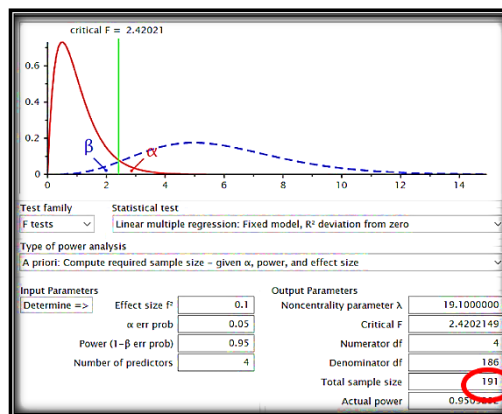 critical F = 2.42021
0.6
0.4
0.2
0
β
α
0 2 4 6 8 10 12 14
Test family Statistical test
F tests Linear multiple regression: Fixed model, R² deviation from zero
Type of power analysis
A priori: Compute required sample size – given α, power, and effect size
Input Parameters Output Parameters
Determine => Effect size f² 0.1 Noncentrality parameter λ 19.1000000
α err prob 0.05 Critical F 2.4202149
Power (1-β err prob) 0.95 Numerator df 4
Number of predictors 4 Denominator df 186
Total sample size 191
Actual power